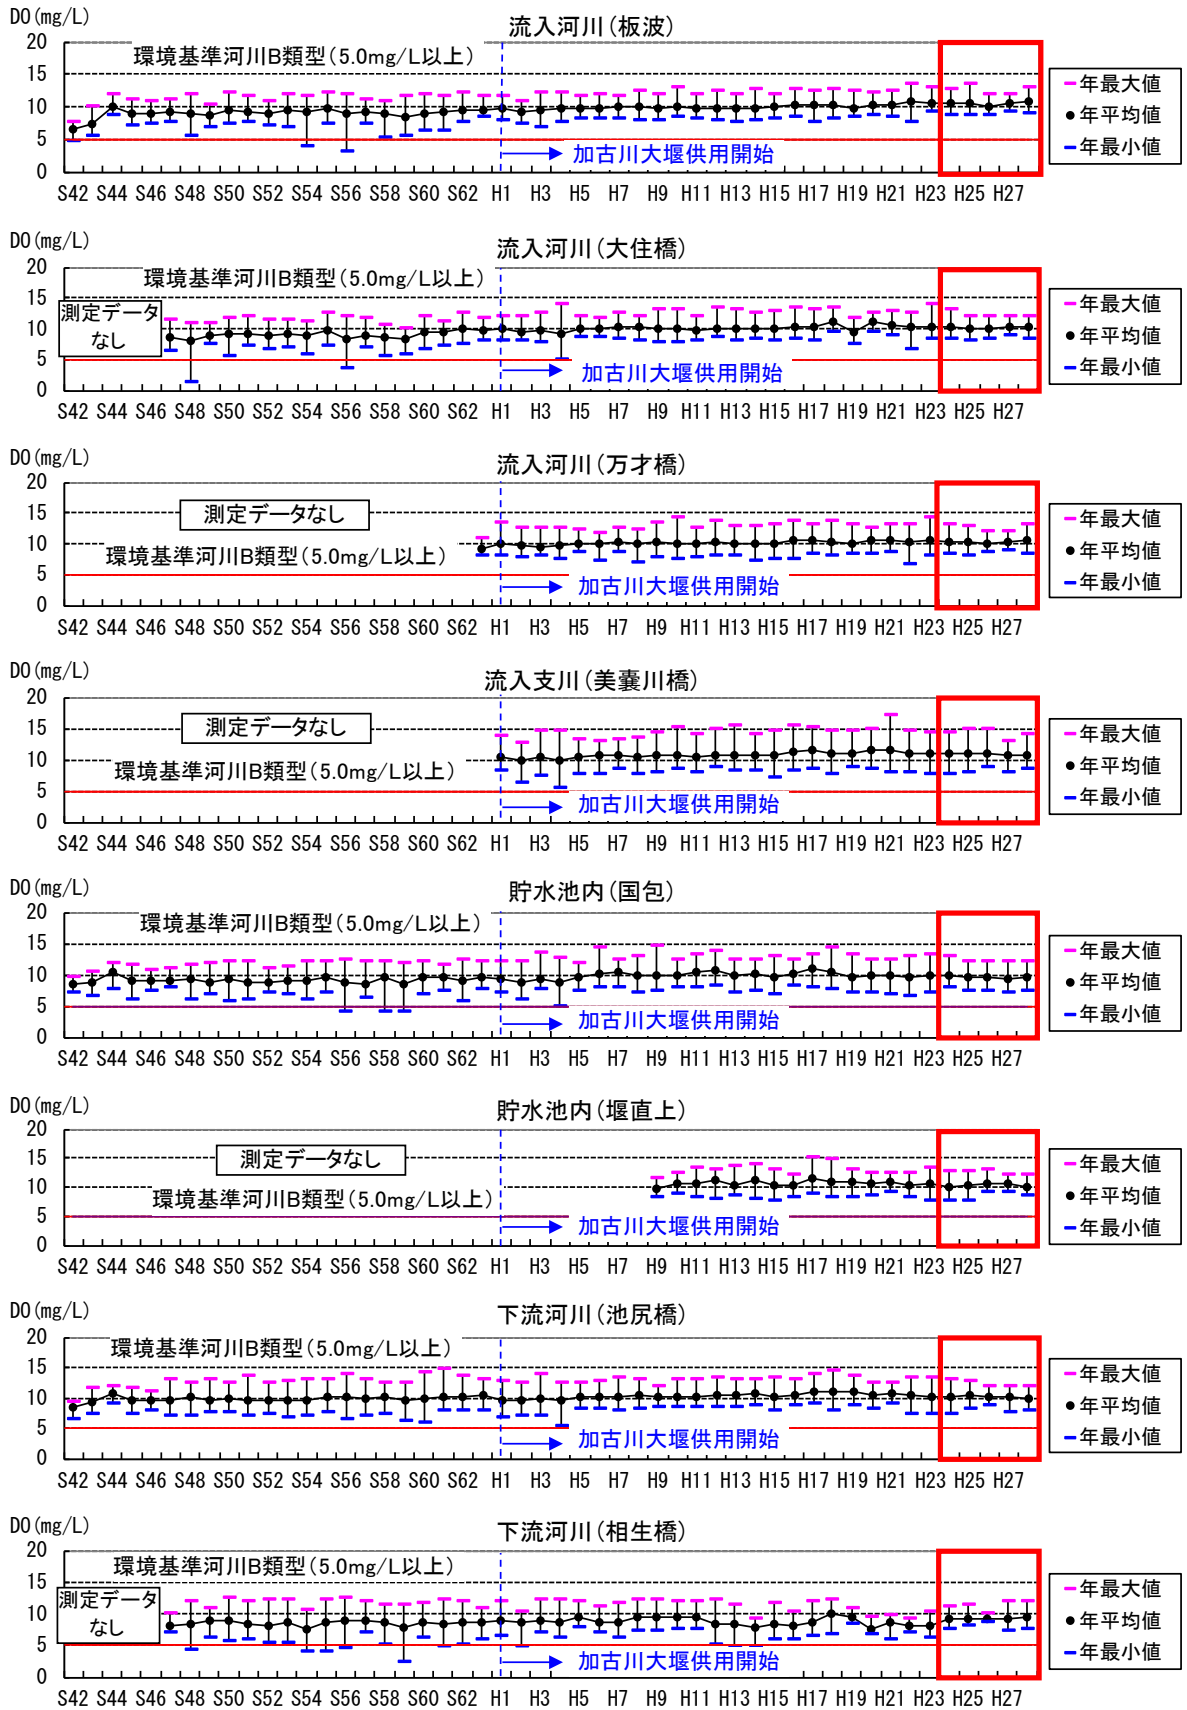 DO(mg/L)
流入河川(板波)
20
環境基準河川B類型(5.0mg/L以上)
15
10
5
0
年最大値
年平均値
年最小値
加古川大堰供用開始
S42 S44 S46 S48 S50 S52 S54 S56 S58 S60 S62 H1 H3 H5 H7 H9 H11 H13 H15 H17 H19 H21 H23 H25 H27
DO(mg/L)
流入河川(大住橋)
20
環境基準河川B類型(5.0mg/L以上)
15
測定データ
なし
10
5
0
年最大値
年平均値
年最小値
加古川大堰供用開始
S42 S44 S46 S48 S50 S52 S54 S56 S58 S60 S62 H1 H3 H5 H7 H9 H11 H13 H15 H17 H19 H21 H23 H25 H27
DO(mg/L)
流入河川(万才橋)
20
測定データなし
15
環境基準河川B類型(5.0mg/L以上)
10
5
0
年最大値
年平均値
年最小値
加古川大堰供用開始
S42 S44 S46 S48 S50 S52 S54 S56 S58 S60 S62 H1 H3 H5 H7 H9 H11 H13 H15 H17 H19 H21 H23 H25 H27
DO(mg/L)
流入支川(美嚢川橋)
20
測定データなし
15
環境基準河川B類型(5.0mg/L以上)
10
5
0
年最大値
年平均値
年最小値
加古川大堰供用開始
S42 S44 S46 S48 S50 S52 S54 S56 S58 S60 S62 H1 H3 H5 H7 H9 H11 H13 H15 H17 H19 H21 H23 H25 H27
DO(mg/L)
貯水池内(国包)
20
環境基準河川B類型(5.0mg/L以上)
15
10
5
0
年最大値
年平均値
年最小値
加古川大堰供用開始
S42 S44 S46 S48 S50 S52 S54 S56 S58 S60 S62 H1 H3 H5 H7 H9 H11 H13 H15 H17 H19 H21 H23 H25 H27
DO(mg/L)
貯水池内(堰直上)
20
測定データなし
15
環境基準河川B類型(5.0mg/L以上)
10
5
0
年最大値
年平均値
年最小値
加古川大堰供用開始
S42 S44 S46 S48 S50 S52 S54 S56 S58 S60 S62 H1 H3 H5 H7 H9 H11 H13 H15 H17 H19 H21 H23 H25 H27
DO(mg/L)
下流河川(池尻橋)
20
環境基準河川B類型(5.0mg/L以上)
15
10
5
0
年最大値
年平均値
年最小値
加古川大堰供用開始
S42 S44 S46 S48 S50 S52 S54 S56 S58 S60 S62 H1 H3 H5 H7 H9 H11 H13 H15 H17 H19 H21 H23 H25 H27
DO(mg/L)
下流河川(相生橋)
20
環境基準河川B類型(5.0mg/L以上)
15
測定データ
なし
10
5
0
年最大値
年平均値
年最小値
加古川大堰供用開始
S42 S44 S46 S48 S50 S52 S54 S56 S58 S60 S62 H1 H3 H5 H7 H9 H11 H13 H15 H17 H19 H21 H23 H25 H27